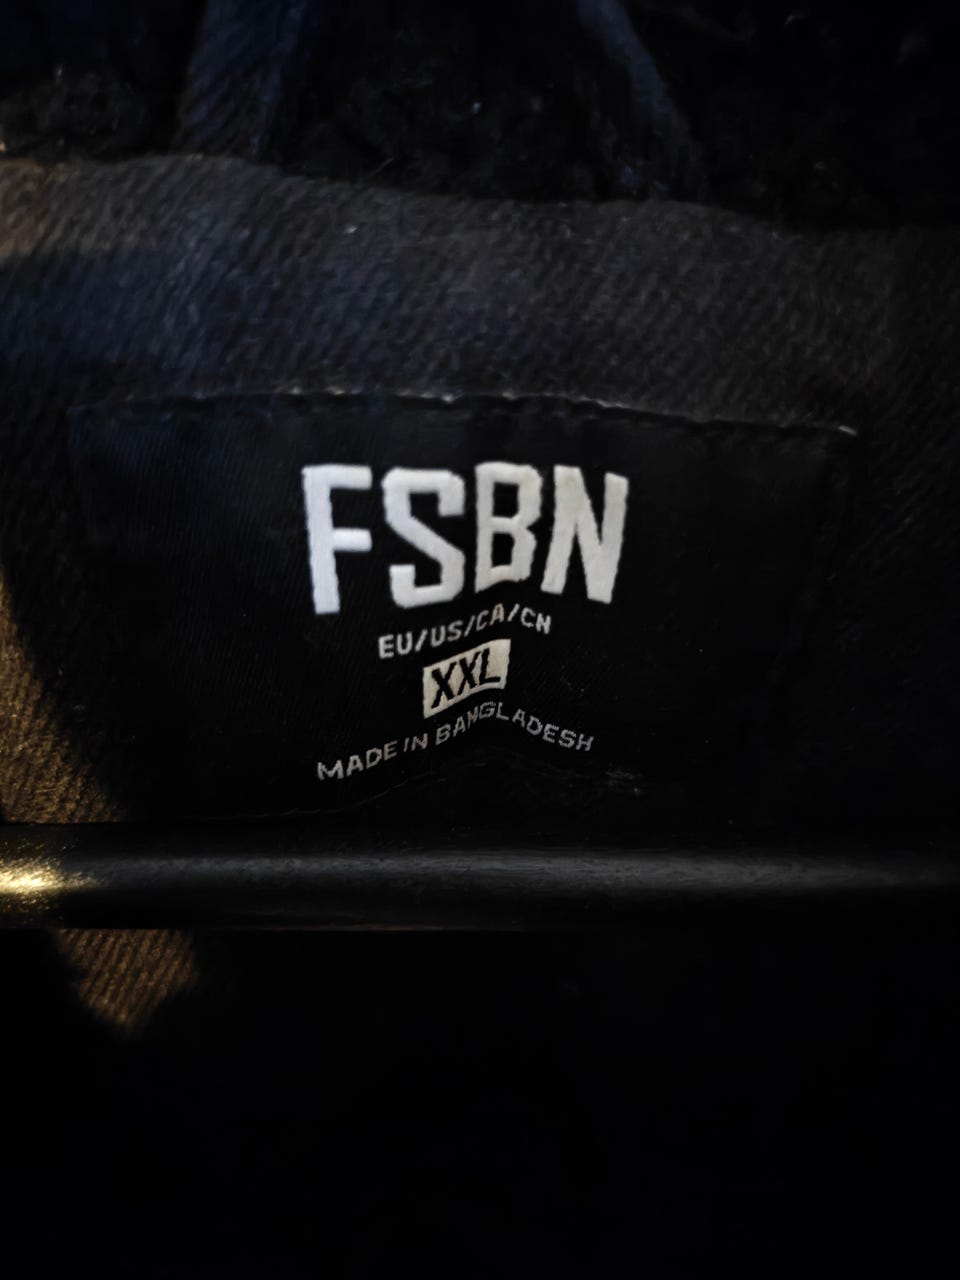 FSBN
EU/US/CA/CN
XXL
MADE IN BANGLADESH